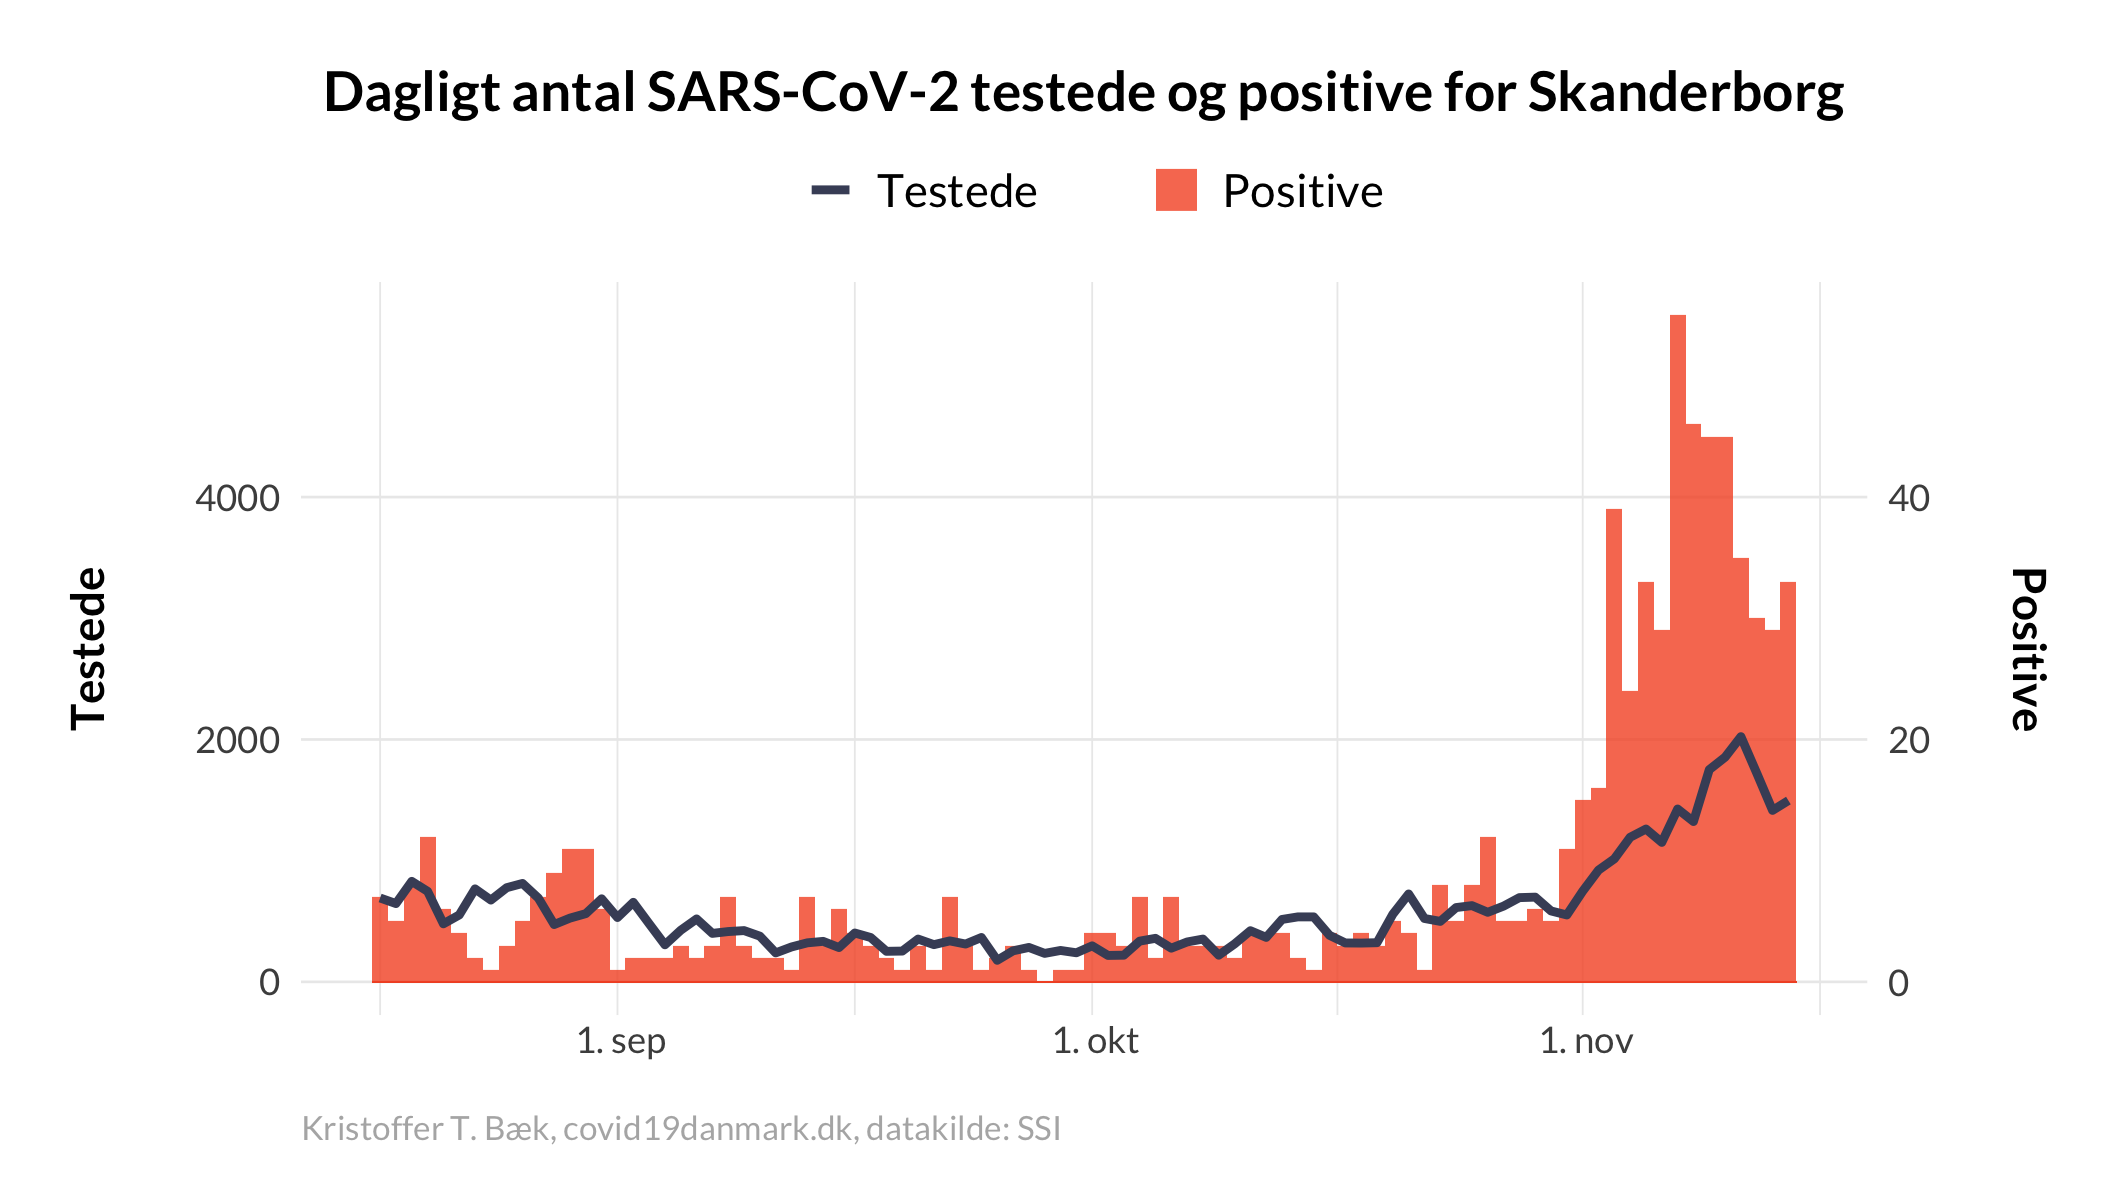 Dagligt antal SARS-CoV-2 testede og positive for Skanderborg
Testede
Positive
4000
2000
0
Testede
40
20
0
Positive
1. sep
1. okt
1. nov
Kristoffer T. Bæk, covid19danmark.dk, datakilde: SSI